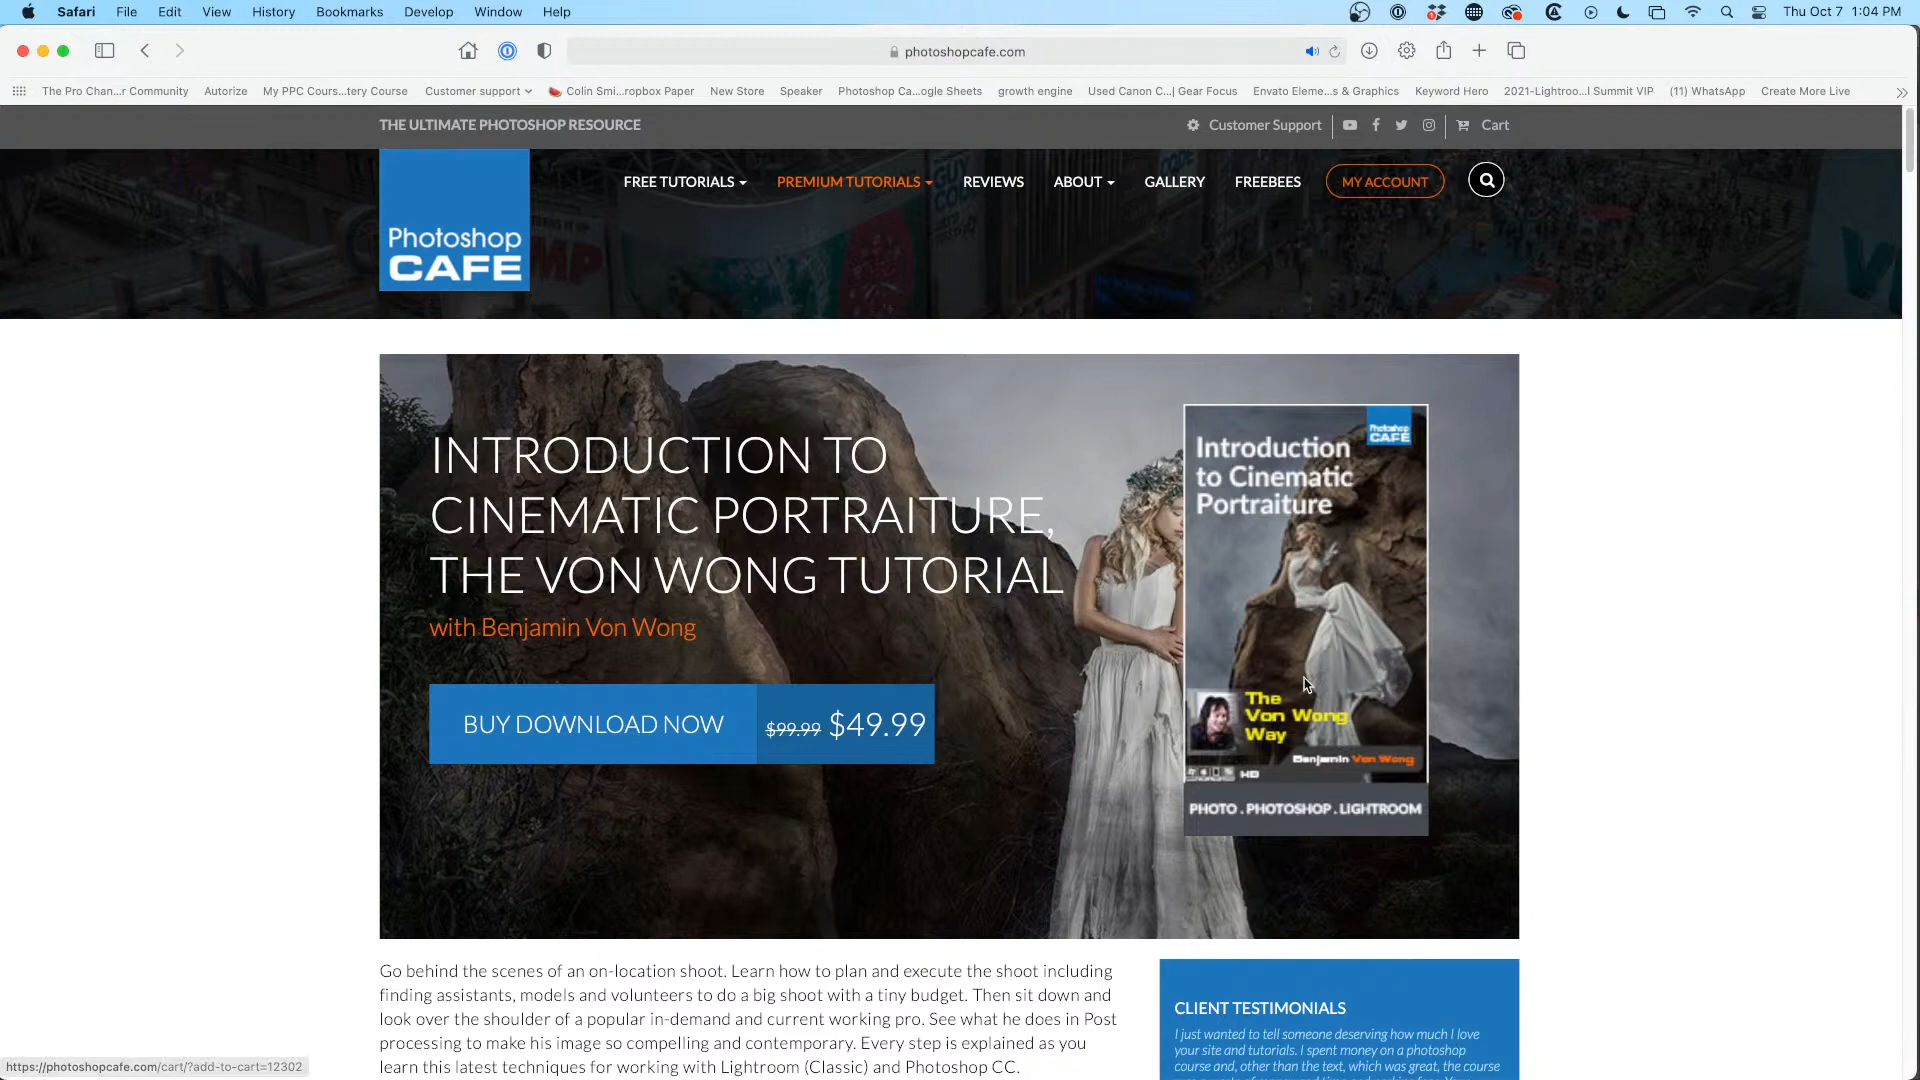 Safari File Edit View History Bookmarks Develop Window Help
Thu Oct 7 1:04 PM
photoshopcafe.com
The Pro Chan...r Community Autorize My PPC Cours...tery Course Customer support Colin Smi...ropbox Paper New Store Speaker Photoshop Ca...ogle Sheets growth engine Used Canon C...| Gear Focus Envato Eleme...s & Graphics Keyword Hero 2021-Lightroo...l Summit VIP (11) WhatsApp Create More Live
THE ULTIMATE PHOTOSHOP RESOURCE
Customer Support Cart
Photoshop
CAFE
FREE TUTORIALS PREMIUM TUTORIALS REVIEWS ABOUT GALLERY FREEBEES MY ACCOUNT
INTRODUCTION TO
CINEMATIC PORTRAITURE,
THE VON WONG TUTORIAL
with Benjamin Von Wong
BUY DOWNLOAD NOW $99.99 $49.99
Photoshop
CAFE
Introduction
to Cinematic
Portraiture
The
Von Wong
Way
Benjamin Von Wong
HD
PHOTO . PHOTOSHOP . LIGHTROOM
Go behind the scenes of an on-location shoot. Learn how to plan and execute the shoot including
finding assistants, models and volunteers to do a big shoot with a tiny budget. Then sit down and
look over the shoulder of a popular in-demand and current working pro. See what he does in Post
processing to make his image so compelling and contemporary. Every step is explained as you
learn this latest techniques for working with Lightroom (Classic) and Photoshop CC.
CLIENT TESTIMONIALS
I just wanted to tell someone deserving how much I love
your site and tutorials. I spent money on a photoshop
course and, other than the text, which was great, the course
https://photoshopcafe.com/cart/?add-to-cart=12302